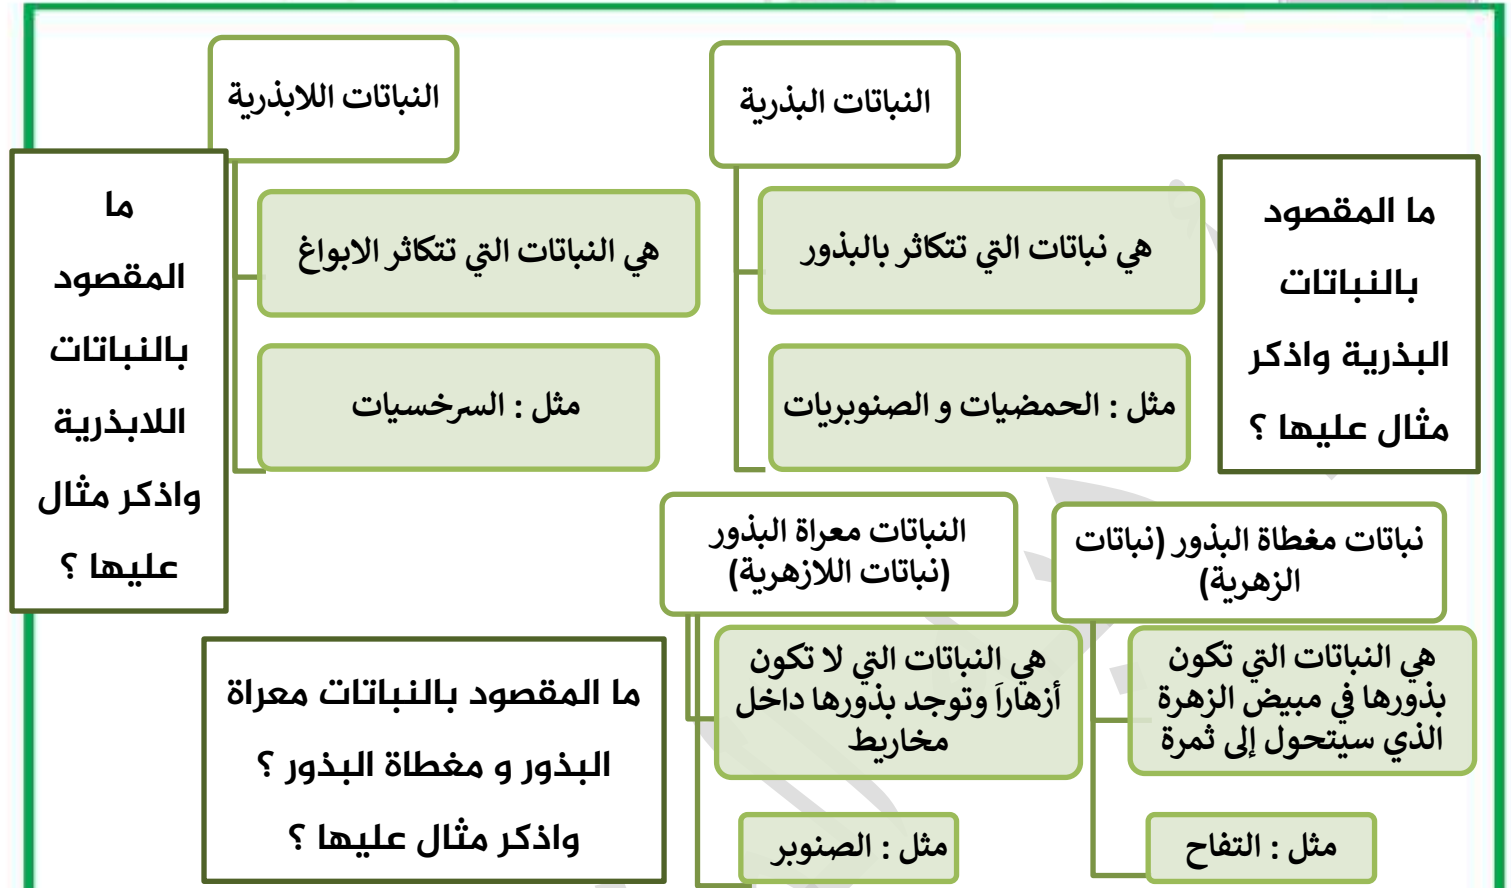 النباتات البذرية
النباتات اللابذرية
ما المقصود
بالنباتات
البذرية واذكر
مثال عليها ؟
هي نباتات التي تتكاثر بالبذور
مثل : الحمضيات و الصنوبريات
هي النباتات التي تتكاثر الابواغ
مثل : السرخسيات
ما
المقصود
بالنباتات
اللابذرية
واذكر مثال
عليها ؟
نباتات مغطاة البذور (نباتات
الزهرية)
هي النباتات التي تكون
بذورها في مبيض الزهرة
الذي سيتحول إلى ثمرة
مثل : التفاح
النباتات معراة البذور
(نباتات اللازهرية)
هي النباتات التي لا تكون
أزهاراَ وتوجد بذورها داخل
مخاريط
مثل : الصنوبر
ما المقصود بالنباتات معراة
البذور و مغطاة البذور ؟
واذكر مثال عليها ؟